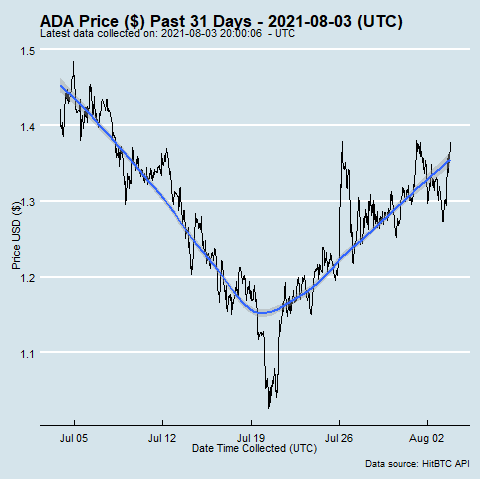 ADA Price ($) Past 31 Days - 2021-08-03 (UTC)
Latest data collected on: 2021-08-03 20:00:06 - UTC
1.5
1.4
1.3
1.2
1.1
Price USD ($)
Jul 05 Jul 12 Jul 19 Jul 26 Aug 02
Date Time Collected (UTC)
Data source: HitBTC API